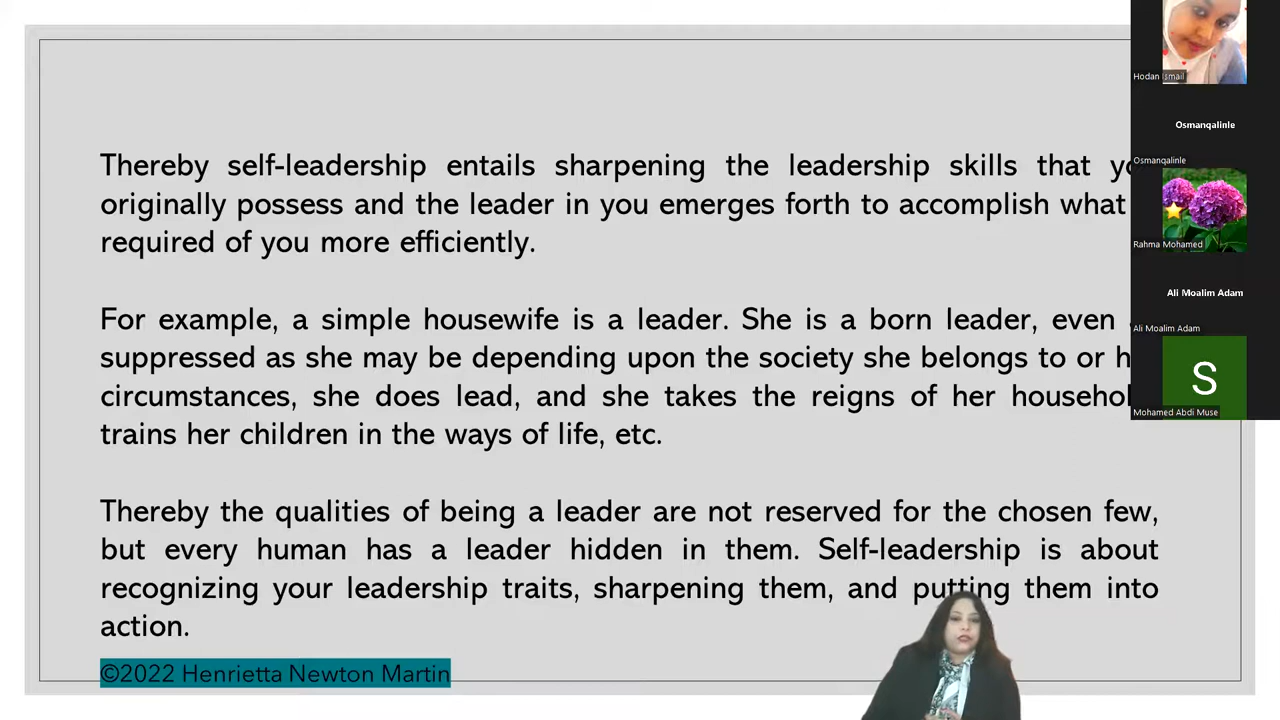 Thereby self-leadership entails sharpening the leadership skills that
originally possess and the leader in you emerges forth to accomplish what
required of you more efficiently.
For example, a simple housewife is a leader. She is a born leader, even
suppressed as she may be depending upon the society she belongs to or
circumstances, she does lead, and she takes the reigns of her
trains her children in the ways of life, etc.
Thereby the qualities of being a leader are not reserved for the chosen few,
but every human has a leader hidden in them. Self-leadership is about
recognizing your leadership traits, sharpening them, and putting them into
action.
©2022 Henrietta Newton Martin
Hodan Ismail
Osmanqalinle
Osmanqalinle
Rahma Mohamed
Ali Moalim Adam
Ali Moalim Adam
S
Mohamed Abdi Muse